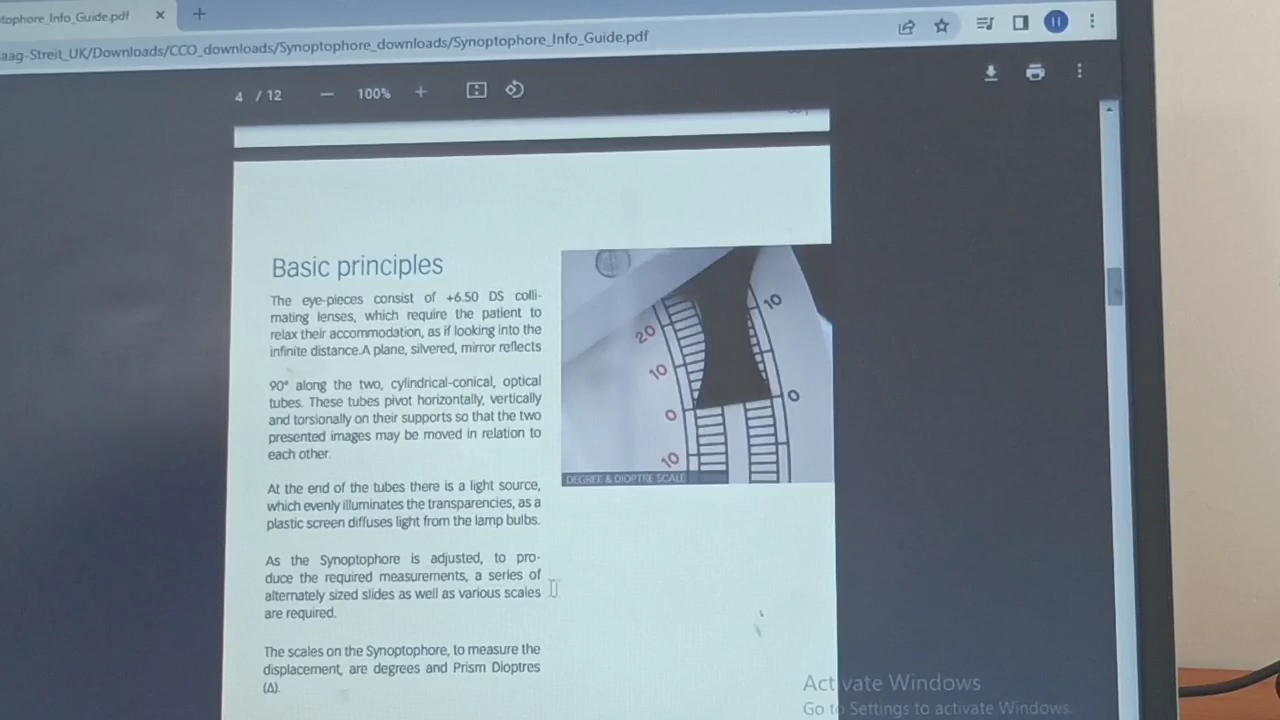 tophore_Info_Guide.pdf
aag-Streit_UK/Downloads/CCO_downloads/Synoptophore_downloads/Synoptophore_Info_Guide.pdf
4 / 12
100%
Basic principles
The eye-pieces consist of +6.50 DS colli-
mating lenses, which require the patient to
relax their accommodation, as if looking into the
infinite distance.A plane, silvered, mirror reflects
90° along the two, cylindrical-conical, optical
tubes. These tubes pivot horizontally, vertically
and torsionally on their supports so that the two
presented images may be moved in relation to
each other.
At the end of the tubes there is a light source,
which evenly illuminates the transparencies, as a
plastic screen diffuses light from the lamp bulbs.
As the Synoptophore is adjusted, to pro-
duce the required measurements, a series of
alternately sized slides as well as various scales
are required.
The scales on the Synoptophore, to measure the
displacement, are degrees and Prism Dioptres
(Δ).
20
10
0
10
10
0
DEGREE & DIOPTRE SCALE
Activate Windows
Go to Settings to activate Windows.